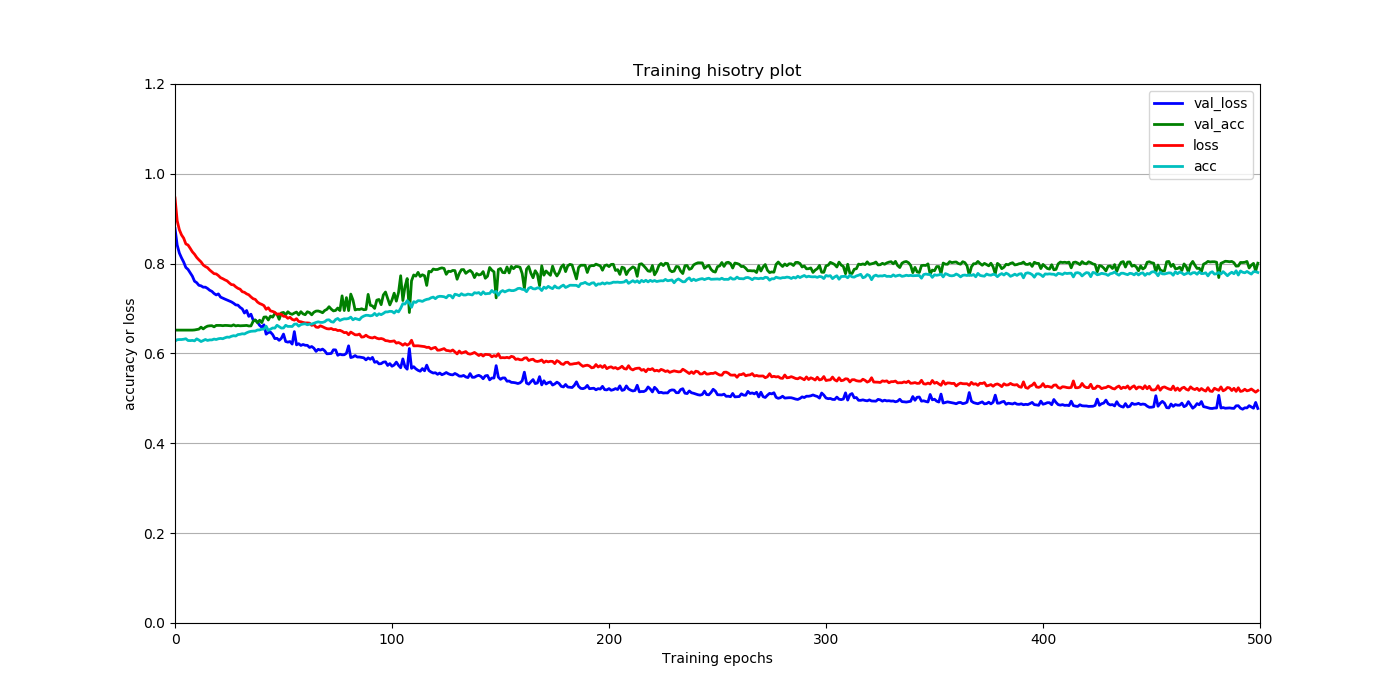 Training hisotry plot
1.2
1.0
0.8
0.6
0.4
0.2
0.0
accuracy or loss
val_loss
val_acc
loss
acc
0 100 200 300 400 500
Training epochs